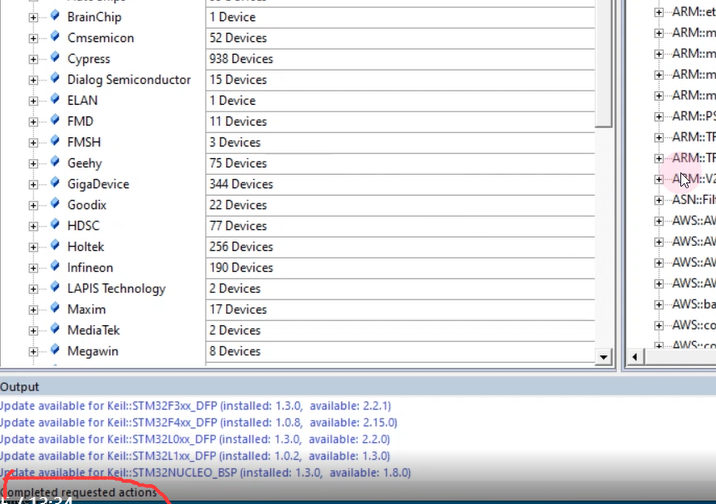 BrainChip 1 Device
Cmsemicon 52 Devices
Cypress 938 Devices
Dialog Semiconductor 15 Devices
ELAN 1 Device
FMD 11 Devices
FMSH 3 Devices
Geehy 75 Devices
GigaDevice 344 Devices
Goodix 22 Devices
HDSC 77 Devices
Holtek 256 Devices
Infineon 190 Devices
LAPIS Technology 2 Devices
Maxim 17 Devices
MediaTek 2 Devices
Megawin 8 Devices
ARM::et
ARM::m
ARM::m
ARM::m
ARM::PS
ARM::TF
ARM::TF
ARM::V2
ASN::Filt
AWS::AW
AWS::AW
AWS::AW
AWS::AW
AWS::ba
AWS::co
AWS::co
Output
Update available for Keil::STM32F3xx_DFP (installed: 1.3.0, available: 2.2.1)
Update available for Keil::STM32F4xx_DFP (installed: 1.0.8, available: 2.15.0)
Update available for Keil::STM32L0xx_DFP (installed: 1.3.0, available: 2.2.0)
Update available for Keil::STM32L1xx_DFP (installed: 1.0.2, available: 1.3.0)
Update available for Keil::STM32NUCLEO_BSP (installed: 1.3.0, available: 1.8.0)
Completed requested actions